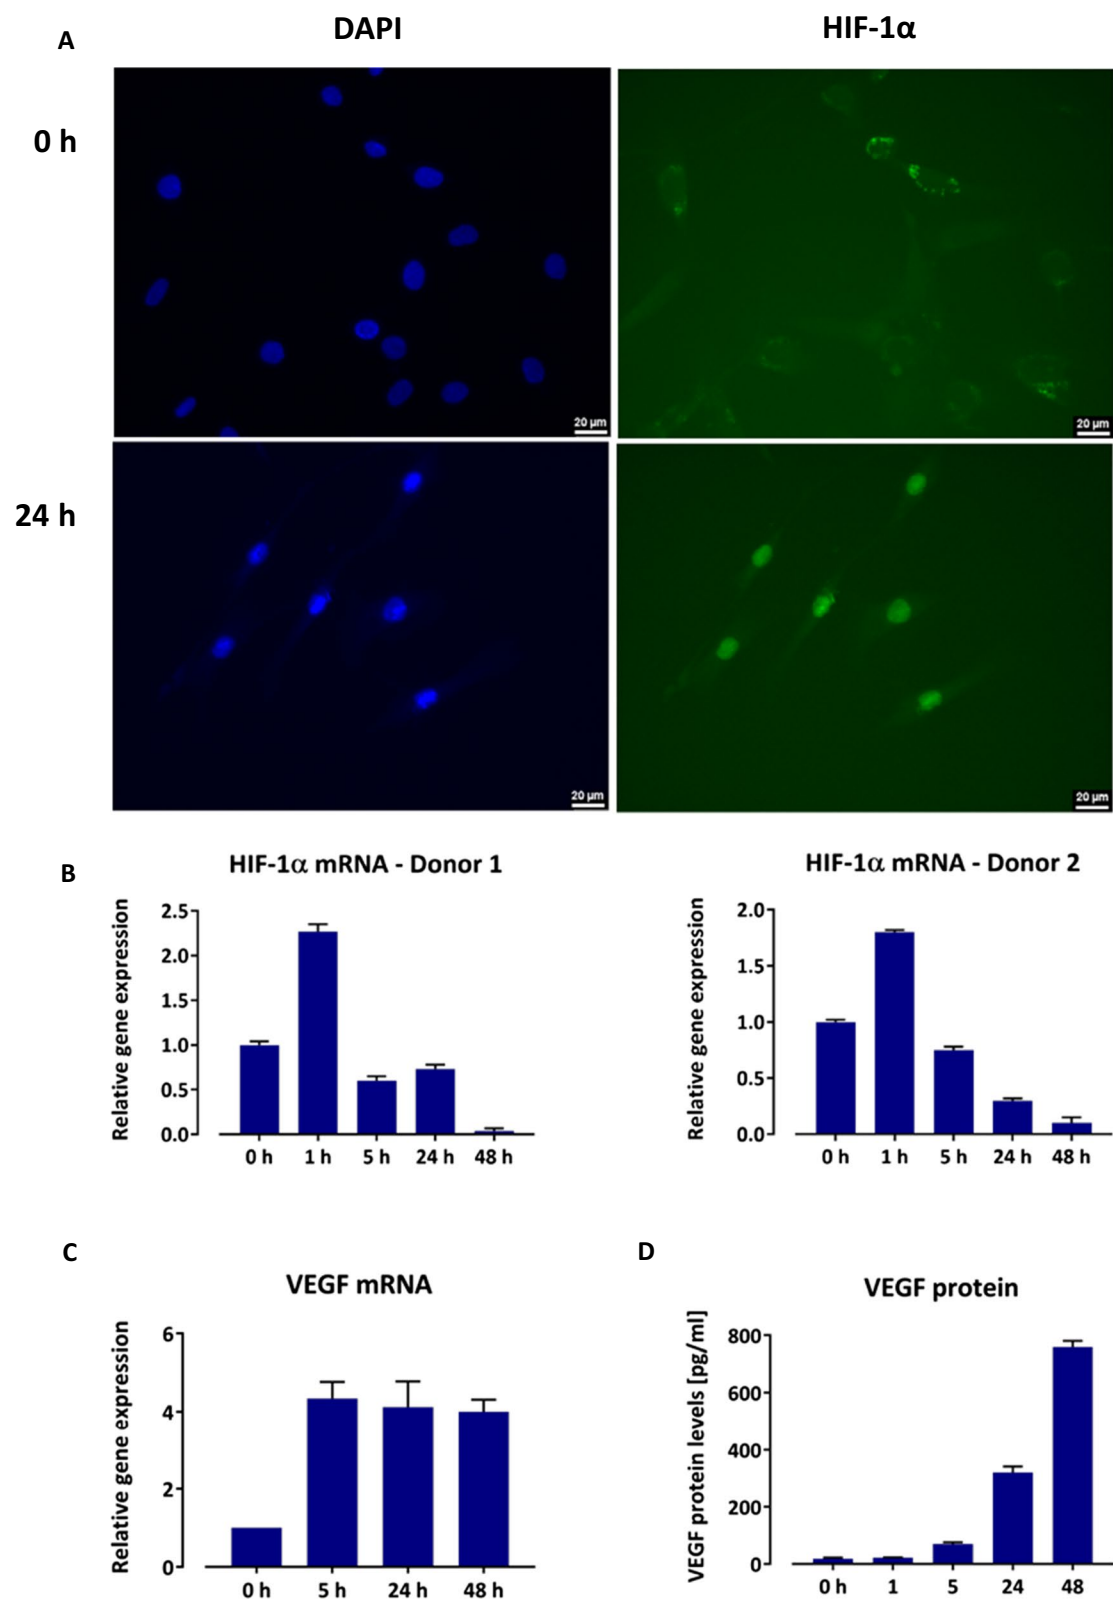 A
DAPI
HIF-1α
0 h
20 µm
20 µm
24 h
20 µm
20 µm
B
HIF-1α mRNA - Donor 1
Relative gene expression
2.5
2.0
1.5
1.0
0.5
0.0
0 h 1 h 5 h 24 h 48 h
HIF-1α mRNA - Donor 2
Relative gene expression
2.0
1.5
1.0
0.5
0.0
0 h 1 h 5 h 24 h 48 h
C
VEGF mRNA
Relative gene expression
6
4
2
0
0 h 5 h 24 h 48 h
D
VEGF protein
VEGF protein levels [pg/ml]
800
600
400
200
0
0 h 1 5 24 48